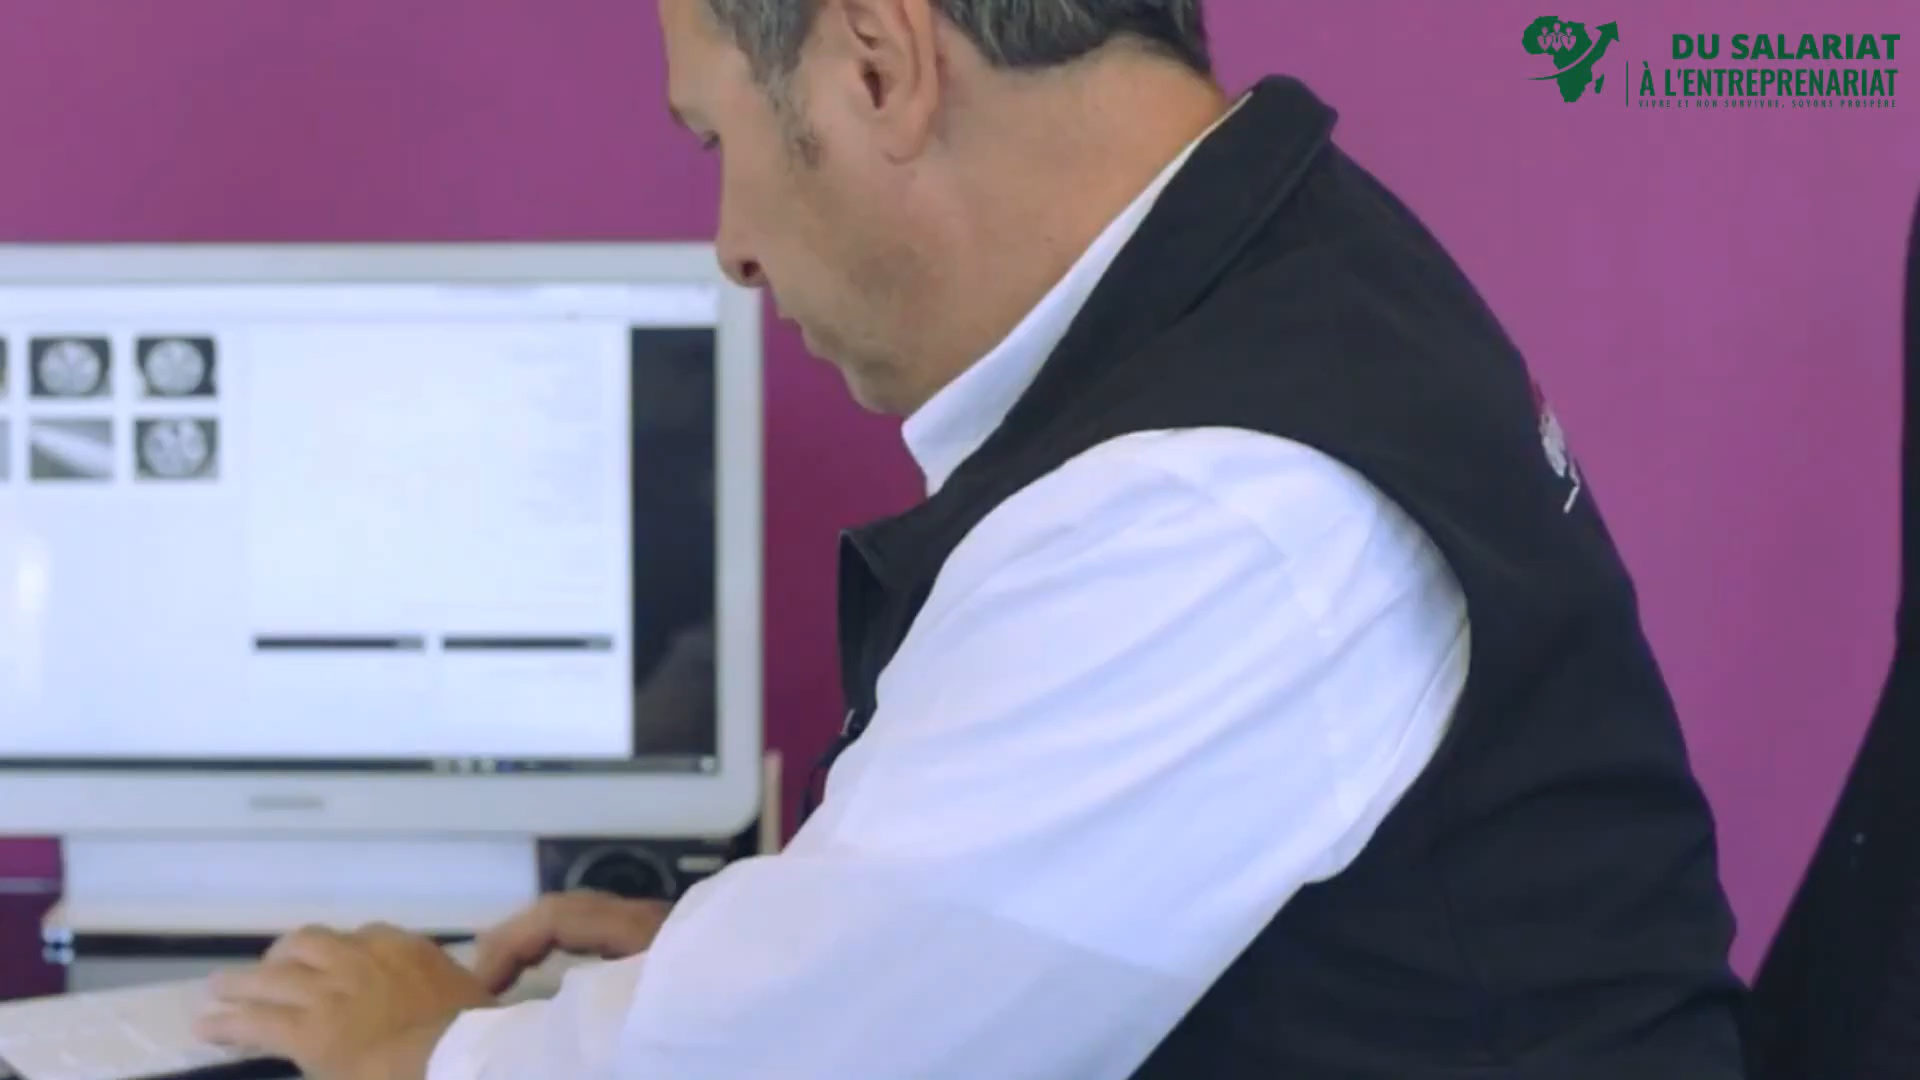 DU SALARIAT
À L'ENTREPRENARIAT
VIVRE ET NON SURVIVRE, SOYONS PROSPÈRE